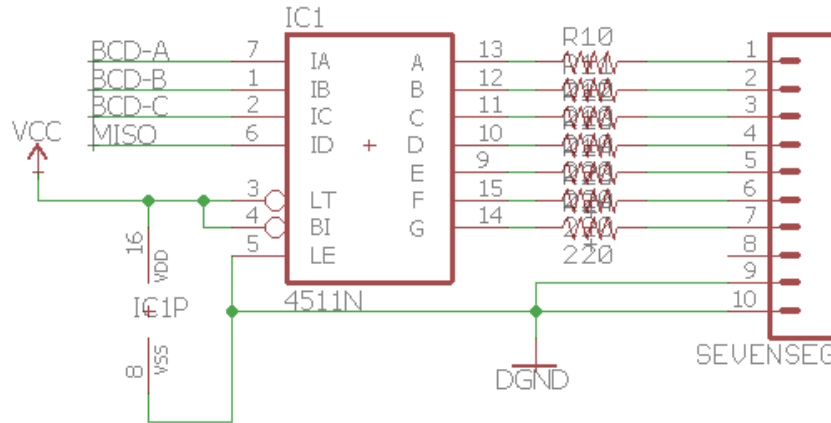 IC1
R10
BCD-A 7 IA A 13 1
BCD-B 1 IB B 12 2
BCD-C 2 IC C 11 3
MISO 6 ID D 10 4
VCC
E 9 5
3 LT F 15 6
4 BI G 14 7
5 LE 220 8
16 VDD
9
IC1P 4511N 10
8 VSS
SEVENSEG
DGND